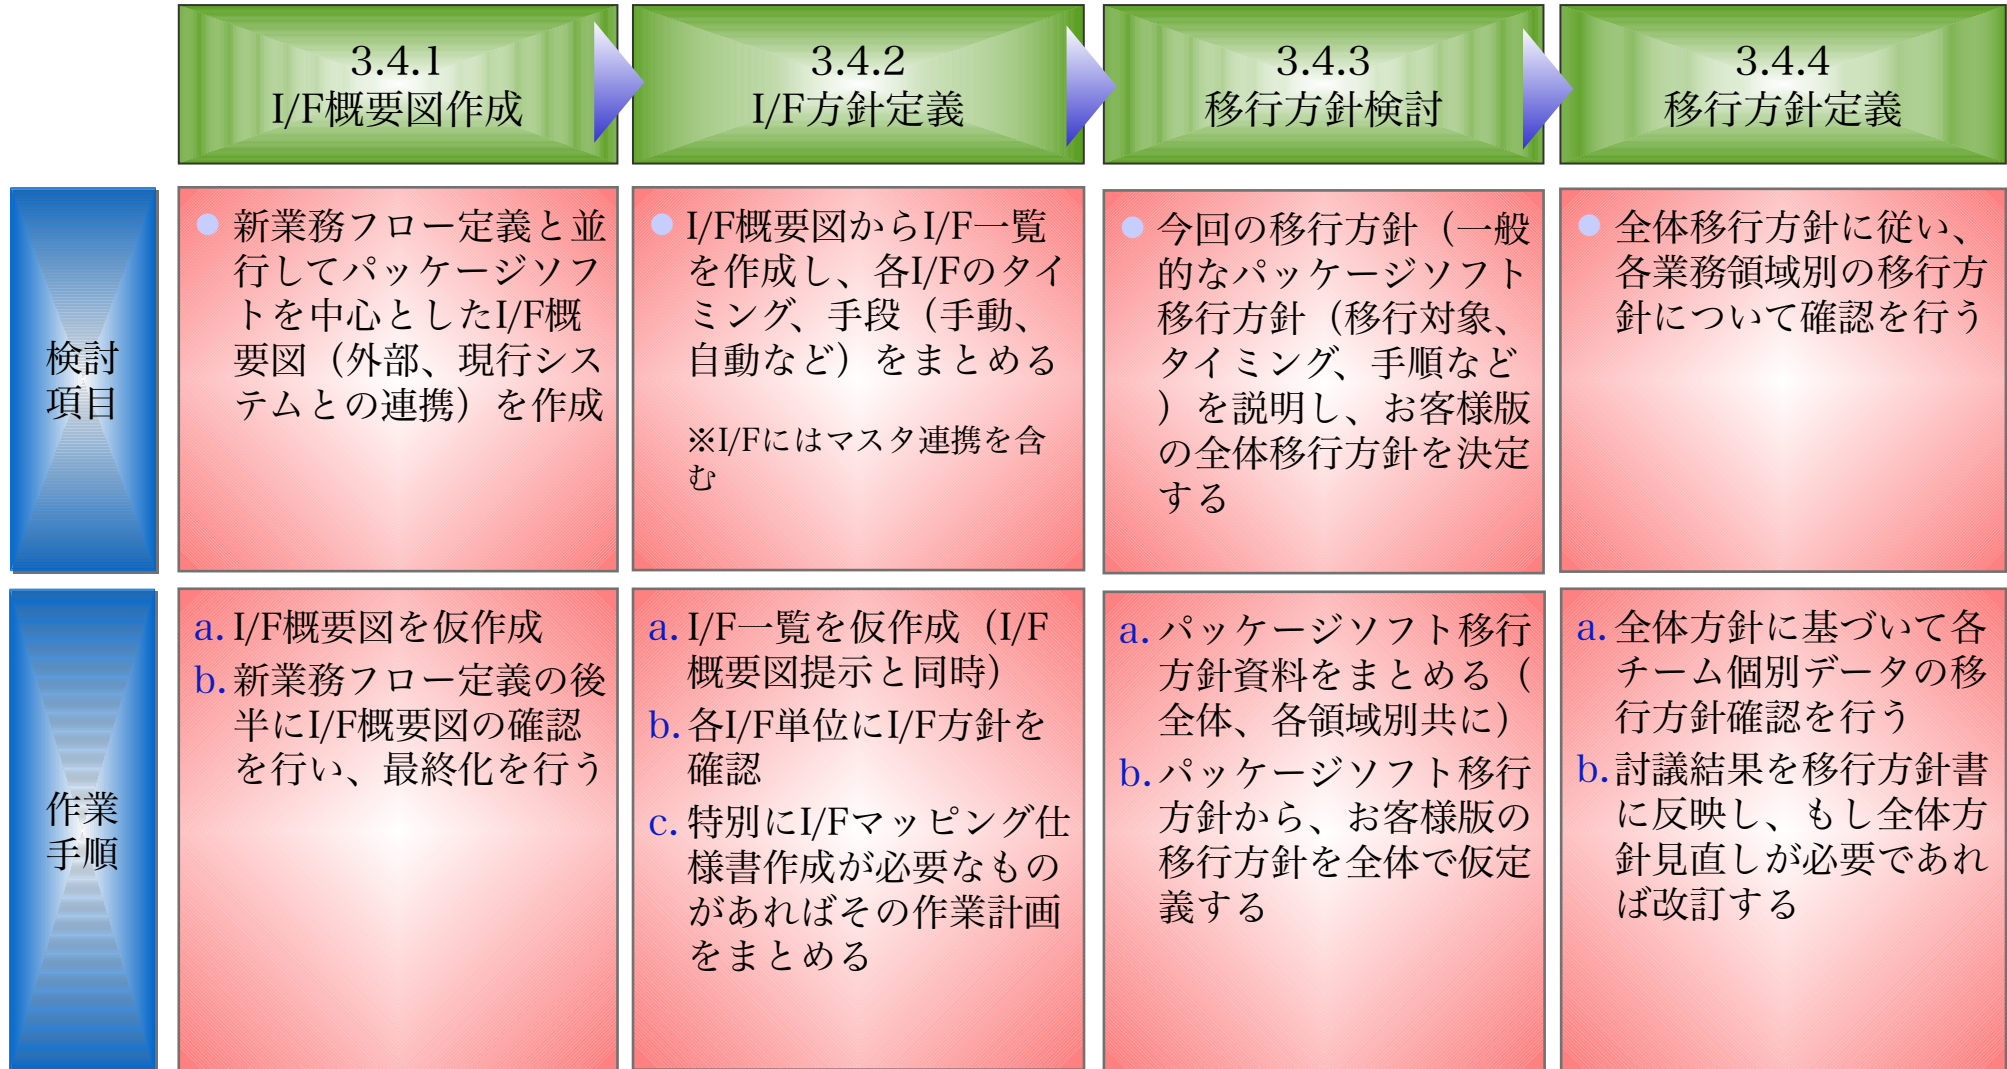 3.4.1
I/F概要図作成
3.4.2
I/F方針定義
3.4.3
移行方針検討
3.4.4
移行方針定義
検討
項目
新業務フロー定義と並
行してパッケージソフ
トを中心としたI/F概
要図（外部、現行シス
テムとの連携）を作成
I/F概要図からI/F一覧
を作成し、各I/Fのタイ
ミング、手段（手動、
自動など）をまとめる
※I/Fにはマスタ連携を含
む
今回の移行方針（一般
的なパッケージソフト
移行方針（移行対象、
タイミング、手順など
）を説明し、お客様版
の全体移行方針を決定
する
全体移行方針に従い、
各業務領域別の移行方
針について確認を行う
作業
手順
a. I/F概要図を仮作成
b. 新業務フロー定義の後
半にI/F概要図の確認
を行い、最終化を行う
a. I/F一覧を仮作成（I/F
概要図提示と同時）
b. 各I/F単位にI/F方針を
確認
c. 特別にI/Fマッピング仕
様書作成が必要なもの
があればその作業計画
をまとめる
a. パッケージソフト移行
方針資料をまとめる（
全体、各領域別共に）
b. パッケージソフト移行
方針から、お客様版の
移行方針を全体で仮定
義する
a. 全体方針に基づいて各
チーム個別データの移
行方針確認を行う
b. 討議結果を移行方針書
に反映し、もし全体方
針見直しが必要であれ
ば改訂する